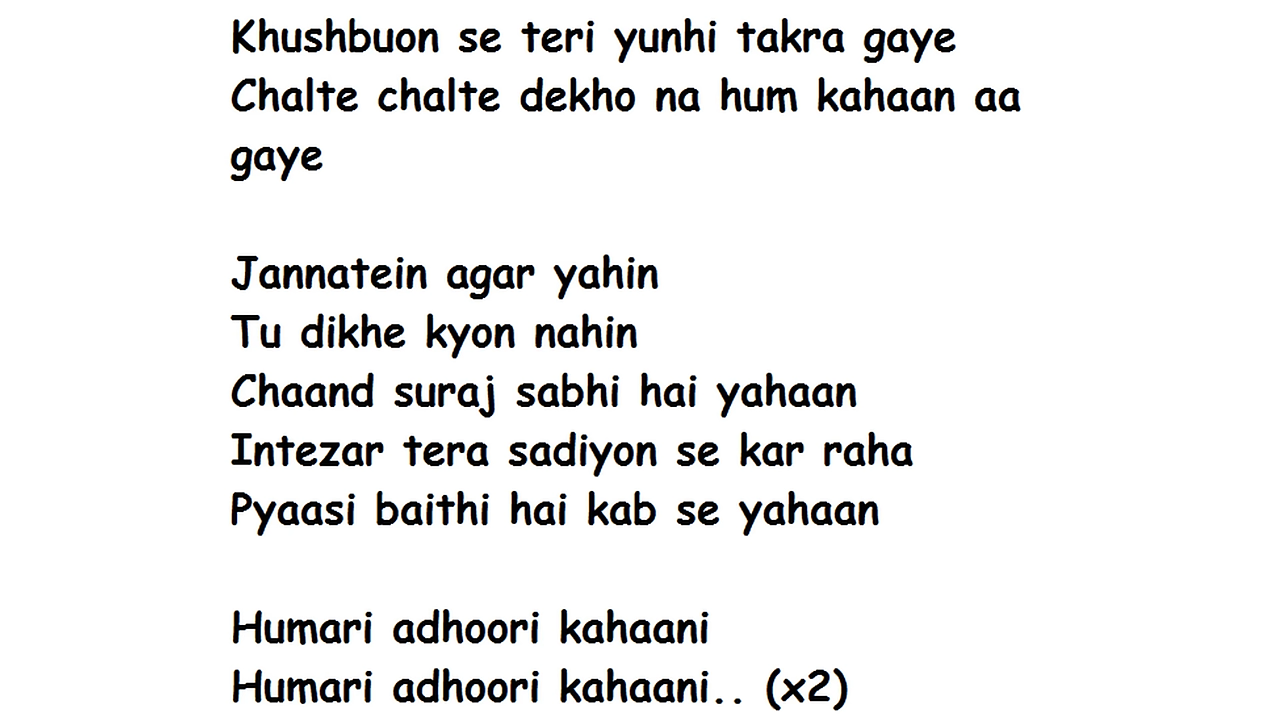 Khushbuon se teri yunhi takra gaye
Chalte chalte dekho na hum kahaan aa
gaye
Jannatein agar yahin
Tu dikhe kyon nahin
Chaand suraj sabhi hai yahaan
Intezar tera sadiyon se kar raha
Pyaasi baithi hai kab se yahaan
Humari adhoori kahaani
Humari adhoori kahaani.. (x2)